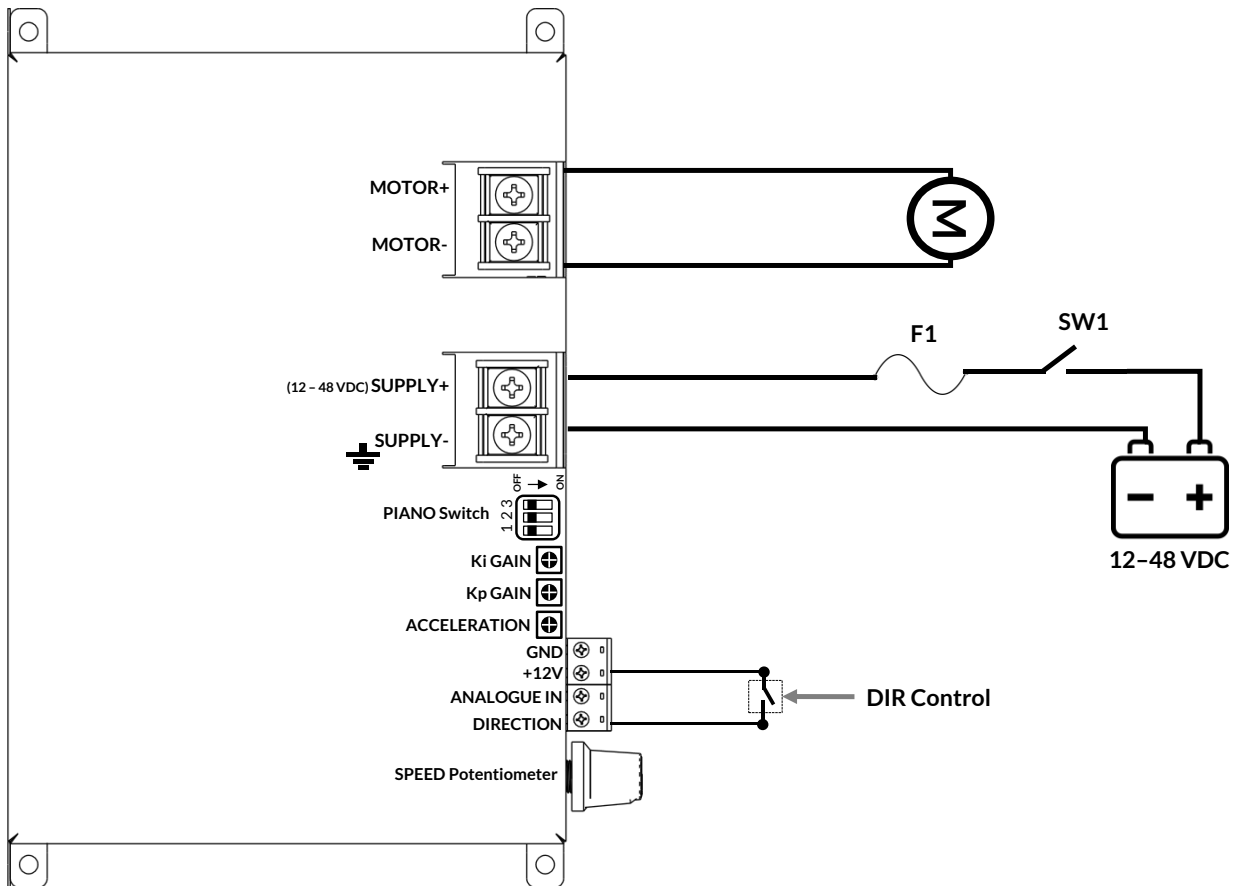 MOTOR+
MOTOR-
M
F1
SW1
(12 – 48 VDC) SUPPLY+
SUPPLY-
12–48 VDC
OFF → ON
PIANO Switch
1 2 3
Ki GAIN
Kp GAIN
ACCELERATION
GND
+12V
ANALOGUE IN
DIRECTION
DIR Control
SPEED Potentiometer